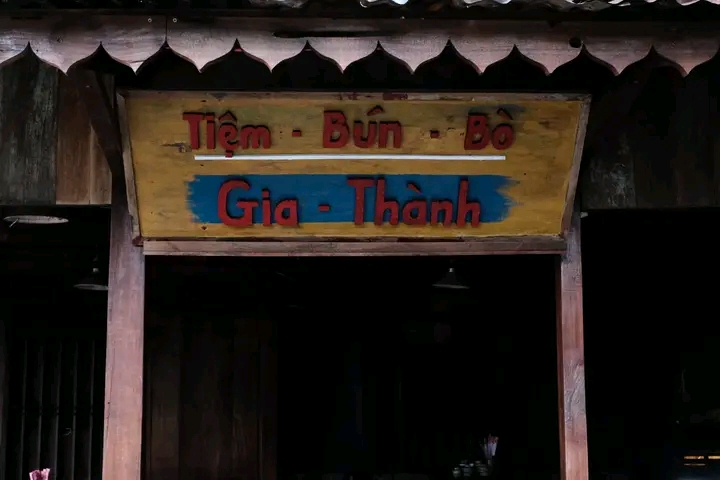 Tiệm - Bún - Bò
Gia - Thành